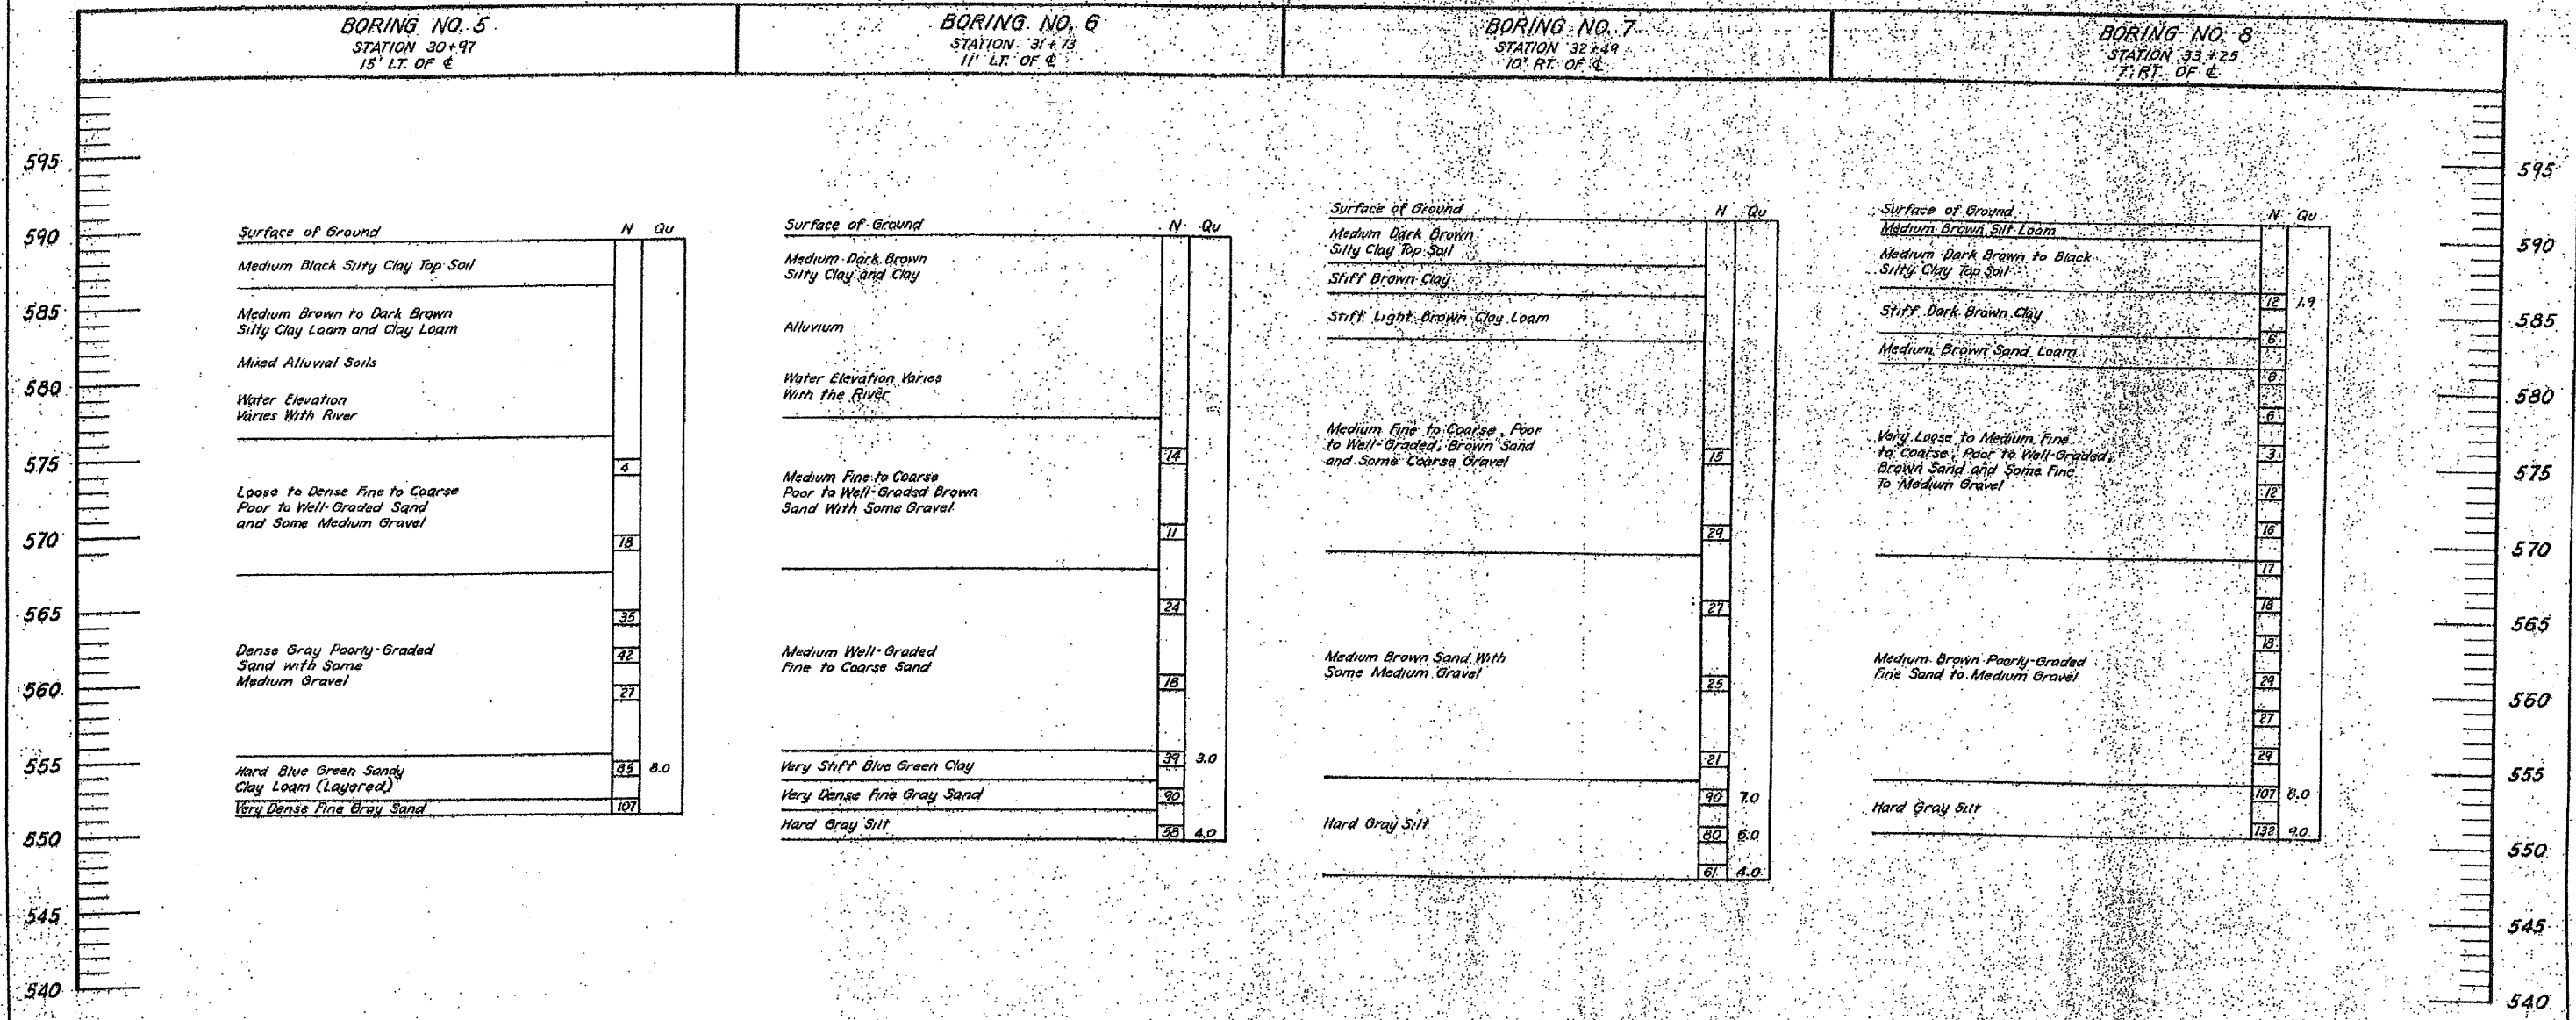 BORING NO. 5
STATION 30+97
15' LT. OF ℄
BORING NO. 6
STATION 31+73
11' LT. OF ℄
BORING NO. 7
STATION 32+49
10' RT. OF ℄
BORING NO. 8
STATION 33+25
7' RT. OF ℄
595
590
585
580
575
570
565
560
555
550
545
540
Surface of Ground N Qu
Medium Black Silty Clay Top Soil
Medium Brown to Dark Brown
Silty Clay Loam and Clay Loam
Mixed Alluvial Soils
Water Elevation
Varies With River
4
Loose to Dense Fine to Coarse
Poor to Well-Graded Sand
and Some Medium Gravel
18
35
Dense Gray Poorly-Graded
Sand with Some
Medium Gravel
42
27
Hard Blue Green Sandy
Clay Loam (Layered)
85 8.0
Very Dense Fine Gray Sand 107
Surface of Ground N Qu
Medium Dark Brown
Silty Clay and Clay
Alluvium
Water Elevation Varies
With the River
14
Medium Fine to Coarse
Poor to Well-Graded Brown
Sand With Some Gravel
11
24
Medium Well-Graded
Fine to Coarse Sand
18
39 3.0
Very Stiff Blue Green Clay
Very Dense Fine Gray Sand 90
Hard Gray Silt 58 4.0
Surface of Ground N Qu
Medium Dark Brown
Silty Clay Top Soil
Stiff Brown Clay
Stiff Light Brown Clay Loam
Medium Fine to Coarse, Poor
to Well-Graded, Brown Sand
and Some Coarse Gravel
15
29
27
Medium Brown Sand With
Some Medium Gravel
25
21
90 7.0
Hard Gray Silt
80 6.0
61 4.0
Surface of Ground N Qu
Medium Brown Silt Loam
Medium Dark Brown to Black
Silty Clay Top Soil
12 1.9
Stiff Dark Brown Clay
6
Medium Brown Sand Loam
8
6
Very Loose to Medium Fine
to Coarse, Poor to Well-Graded,
Brown Sand and Some Fine
To Medium Gravel
3
12
16
17
18
18
Medium Brown Poorly-Graded
Fine Sand to Medium Gravel
29
27
29
107 8.0
Hard Gray Silt
132 9.0
595
590
585
580
575
570
565
560
555
550
545
540